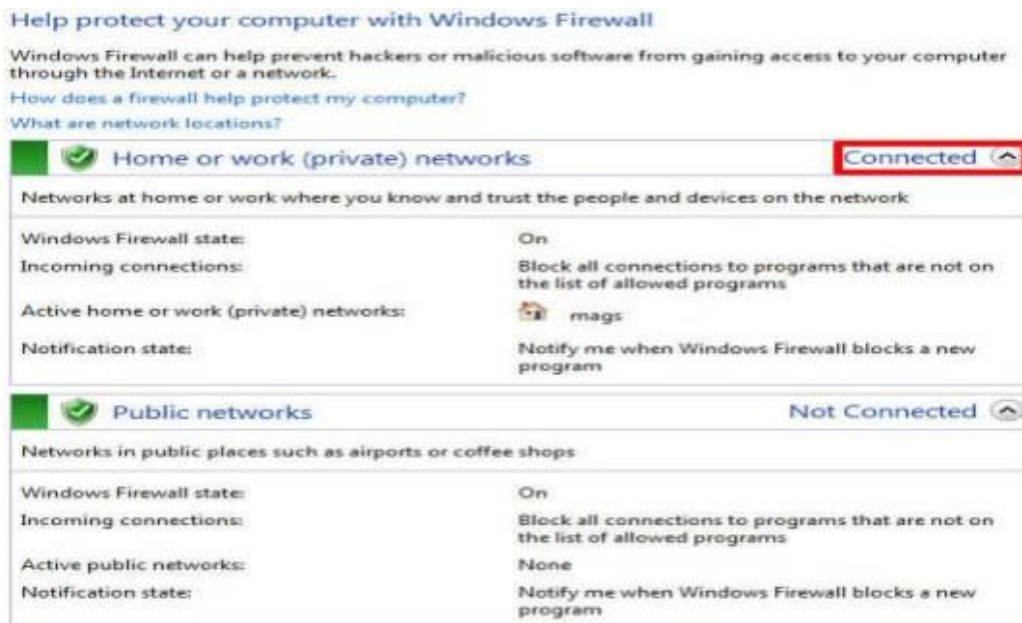 Help protect your computer with Windows Firewall
Windows Firewall can help prevent hackers or malicious software from gaining access to your computer
through the Internet or a network.
How does a firewall help protect my computer?
What are network locations?
Home or work (private) networks Connected
Networks at home or work where you know and trust the people and devices on the network
Windows Firewall state: On
Incoming connections: Block all connections to programs that are not on
the list of allowed programs
Active home or work (private) networks: mags
Notification state: Notify me when Windows Firewall blocks a new
program
Public networks Not Connected
Networks in public places such as airports or coffee shops
Windows Firewall state: On
Incoming connections: Block all connections to programs that are not on
the list of allowed programs
Active public networks: None
Notification state: Notify me when Windows Firewall blocks a new
program